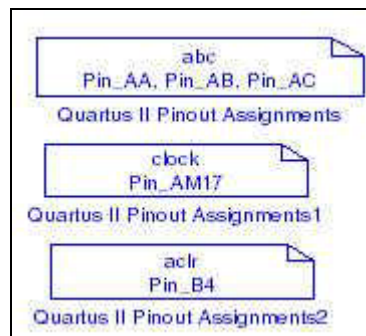 abc
Pin_AA, Pin_AB, Pin_AC
Quartus II Pinout Assignments
clock
Pin_AM17
Quartus II Pinout Assignments1
aclr
Pin_B4
Quartus II Pinout Assignments2